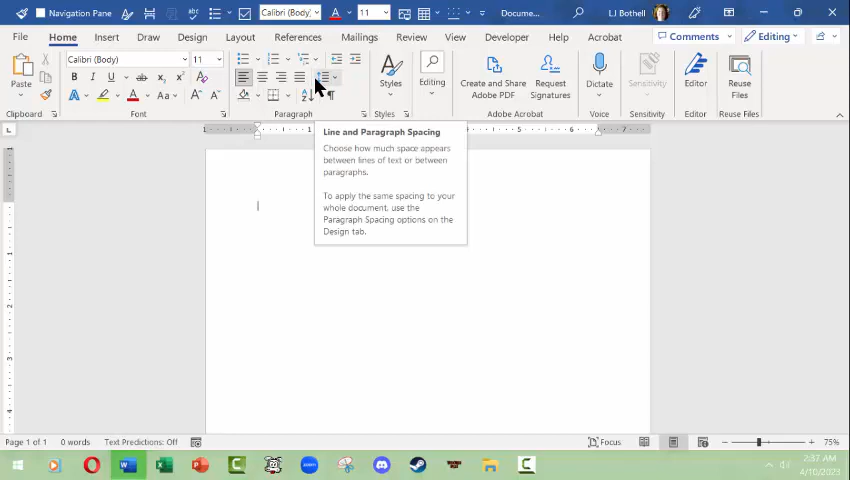 Navigation Pane
Calibri (Body)
11
Docume...
LJ Bothell
File
Home
Insert
Draw
Design
Layout
References
Mailings
Review
View
Developer
Help
Acrobat
Comments
Editing
Paste
Calibri (Body)
11
Styles
Editing
Create and Share
Adobe PDF
Request
Signatures
Dictate
Sensitivity
Editor
Reuse
Files
Clipboard
Font
Paragraph
Styles
Adobe Acrobat
Voice
Sensitivity
Editor
Reuse Files
Line and Paragraph Spacing
Choose how much space appears
between lines of text or between
paragraphs.
To apply the same spacing to your
whole document, use the
Paragraph Spacing options on the
Design tab.
Page 1 of 1
0 words
Text Predictions: Off
Focus
75%
2:37 AM
4/10/2023